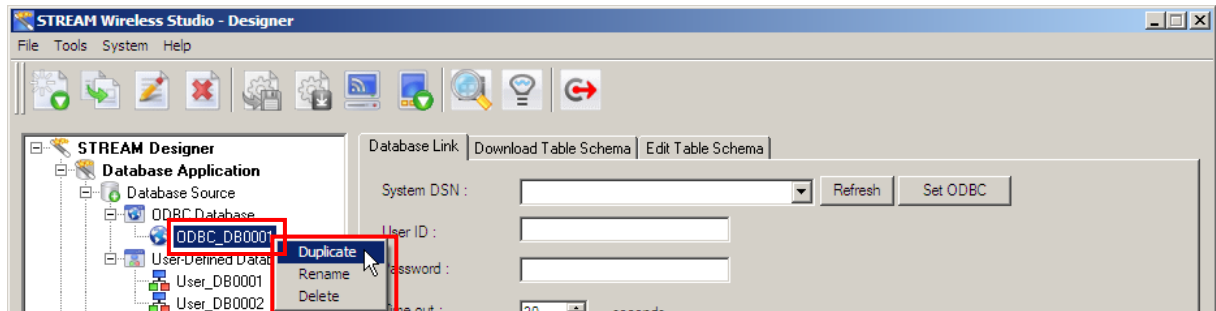 STREAM Wireless Studio - Designer
File Tools System Help
STREAM Designer
Database Application
Database Source
ODBC Database
ODBC_DB0001
User-Defined Datab
User_DB0001
User_DB0002
Duplicate
Rename
Delete
Database Link Download Table Schema Edit Table Schema
System DSN : Refresh Set ODBC
User ID :
Password :